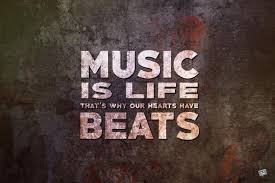 MUSIC
IS LIFE
THAT'S WHY OUR HEARTS HAVE
BEATS